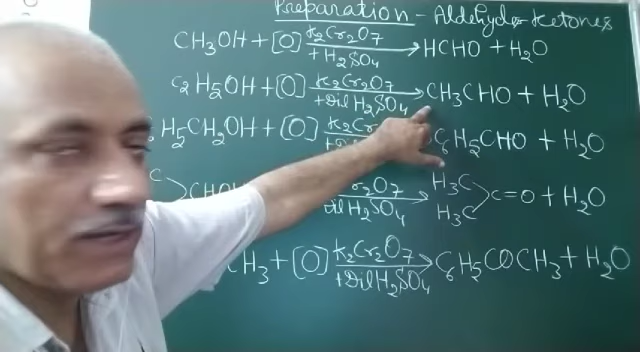 Preparation - Aldehyde Ketones
CH3OH + [O] K2Cr2O7 +H2SO4 → HCHO + H2O
C2H5OH + [O] K2Cr2O7 +Dil H2SO4 → CH3CHO + H2O
H5CH2OH + [O] → C6H5CHO + H2O
H3C H3C > C=O + H2O
Dil H2SO4
CH3 + [O] K2Cr2O7 +Dil H2SO4 → C6H5COCH3 + H2O